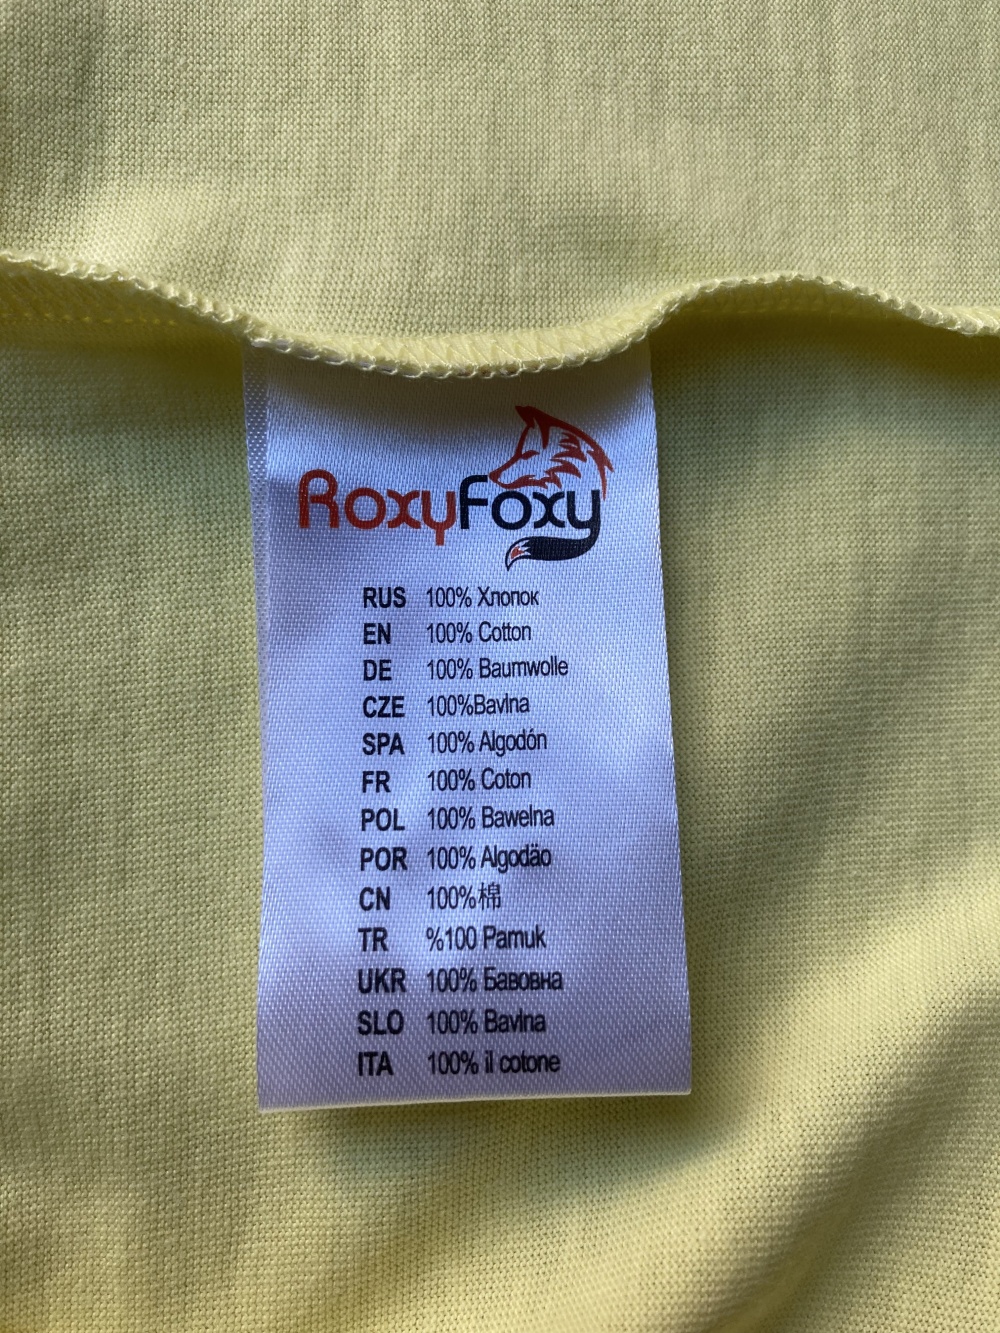 RoxyFoxy
RUS 100% Хлопок
EN 100% Cotton
DE 100% Baumwolle
CZE 100%Bavlna
SPA 100% Algodón
FR 100% Coton
POL 100% Bawelna
POR 100% Algodäo
CN 100%棉
TR %100 Pamuk
UKR 100% Бавовна
SLO 100% Bavlna
ITA 100% il cotone